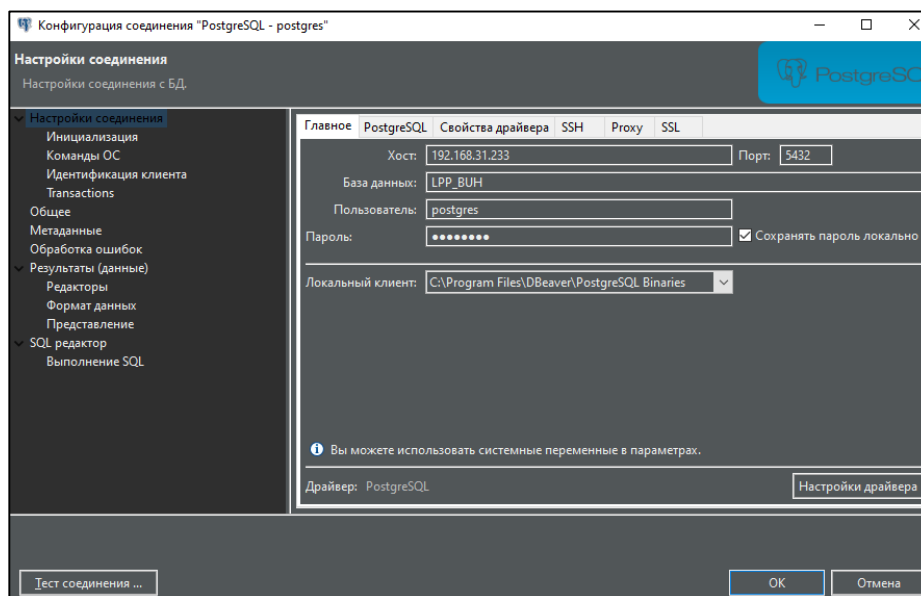 Конфигурация соединения "PostgreSQL - postgres"
Настройки соединения
Настройки соединения с БД.
PostgreSQ
Настройки соединения
Инициализация
Команды ОС
Идентификация клиента
Transactions
Общее
Метаданные
Обработка ошибок
Результаты (данные)
Редакторы
Формат данных
Представление
SQL редактор
Выполнение SQL
Главное PostgreSQL Свойства драйвера SSH Proxy SSL
Хост: 192.168.31.233 Порт: 5432
База данных: LPP_BUH
Пользователь: postgres
Пароль: •••••••• Сохранять пароль локально
Локальный клиент: C:\Program Files\DBeaver\PostgreSQL Binaries
Вы можете использовать системные переменные в параметрах.
Драйвер: PostgreSQL Настройки драйвера
Тест соединения ... OK Отмена